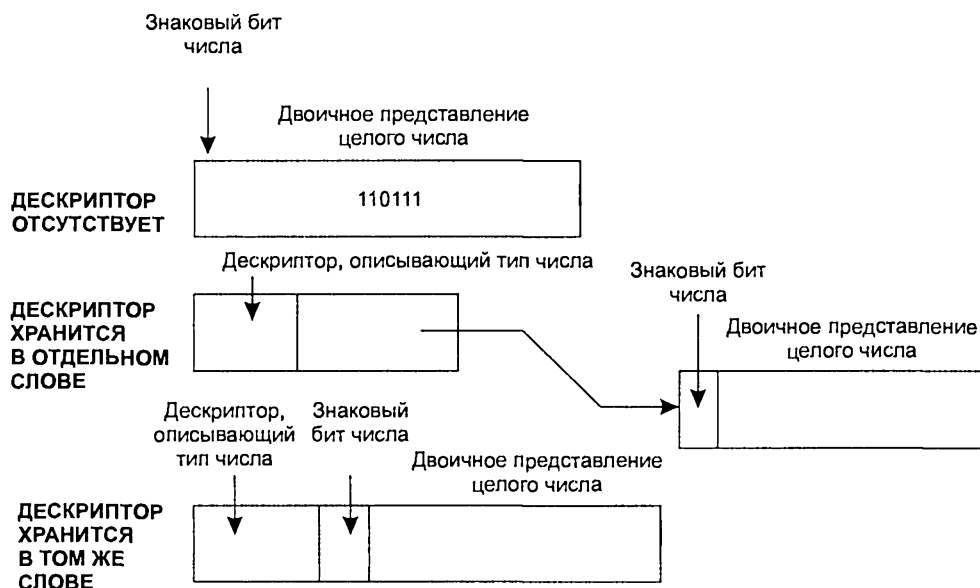 Знаковый бит
числа
Двоичное представление
целого числа
ДЕСКРИПТОР
ОТСУТСТВУЕТ
110111
Дескриптор, описывающий тип числа
ДЕСКРИПТОР
ХРАНИТСЯ
В ОТДЕЛЬНОМ
СЛОВЕ
Знаковый бит
числа
Двоичное представление
целого числа
Дескриптор,
описывающий
тип числа
Знаковый
бит числа
Двоичное представление
целого числа
ДЕСКРИПТОР
ХРАНИТСЯ
В ТОМ ЖЕ
СЛОВЕ